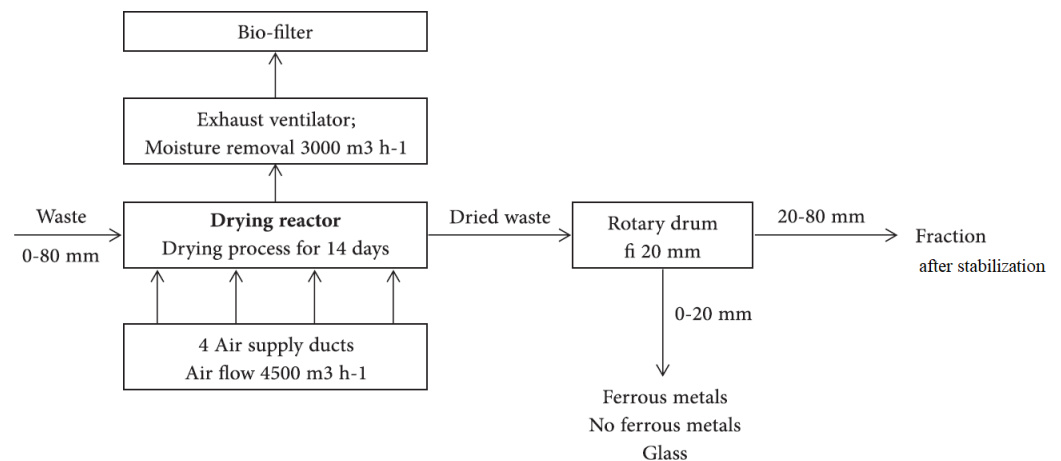 Bio-filter
Exhaust ventilator;
Moisture removal 3000 m3 h-1
Waste
0-80 mm
Drying reactor
Drying process for 14 days
Dried waste
Rotary drum
fi 20 mm
20-80 mm
Fraction
after stabilization
4 Air supply ducts
Air flow 4500 m3 h-1
0-20 mm
Ferrous metals
No ferrous metals
Glass